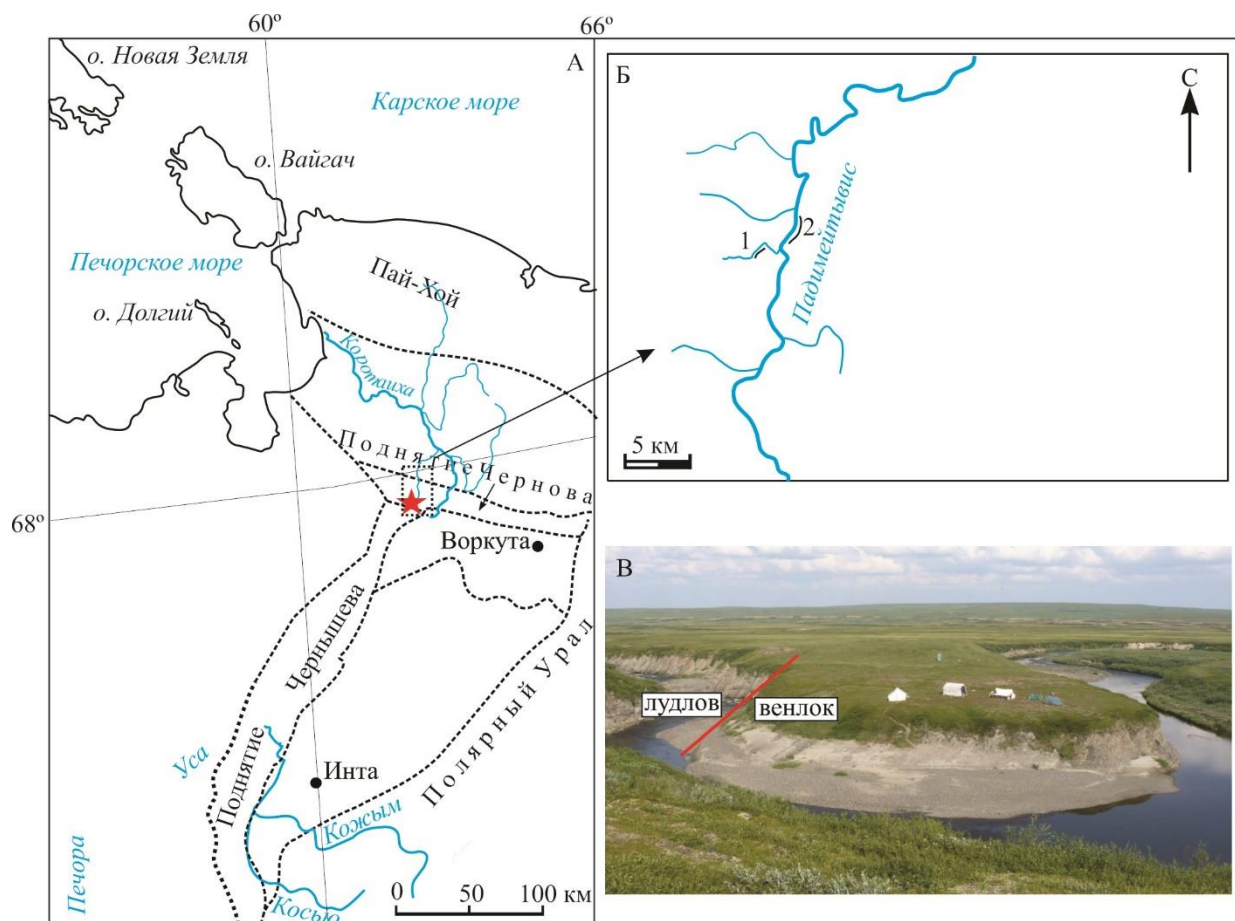 60º
66º
о. Новая Земля
А
Карское море
о. Вайгач
Печорское море
Пай-Хой
о. Долгий
Коротаиха
Поднятие Чернова
68º
Воркута
Поднятие Чернышева
Полярный Урал
Уса
Инта
Кожым
Печора
Косью
0 50 100 км
Б
С
1
2
Падимейтывис
5 км
В
лудлов
венлок